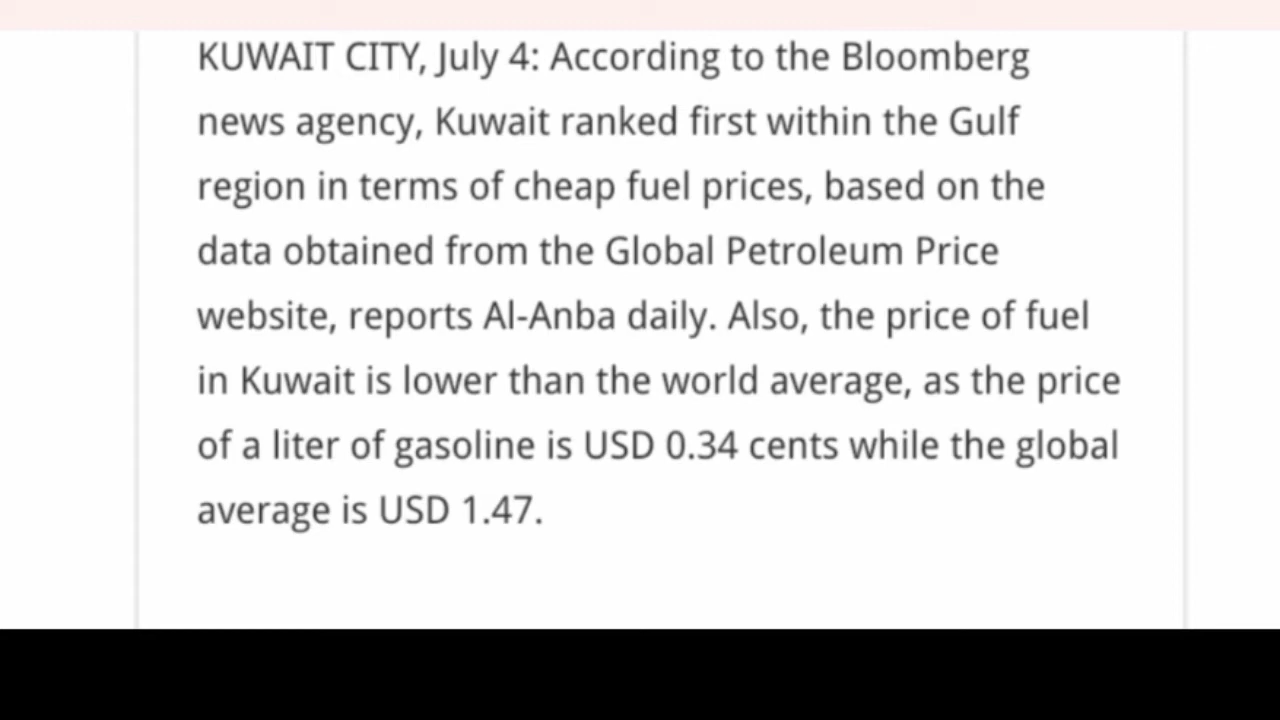 KUWAIT CITY, July 4: According to the Bloomberg
news agency, Kuwait ranked first within the Gulf
region in terms of cheap fuel prices, based on the
data obtained from the Global Petroleum Price
website, reports Al-Anba daily. Also, the price of fuel
in Kuwait is lower than the world average, as the price
of a liter of gasoline is USD 0.34 cents while the global
average is USD 1.47.